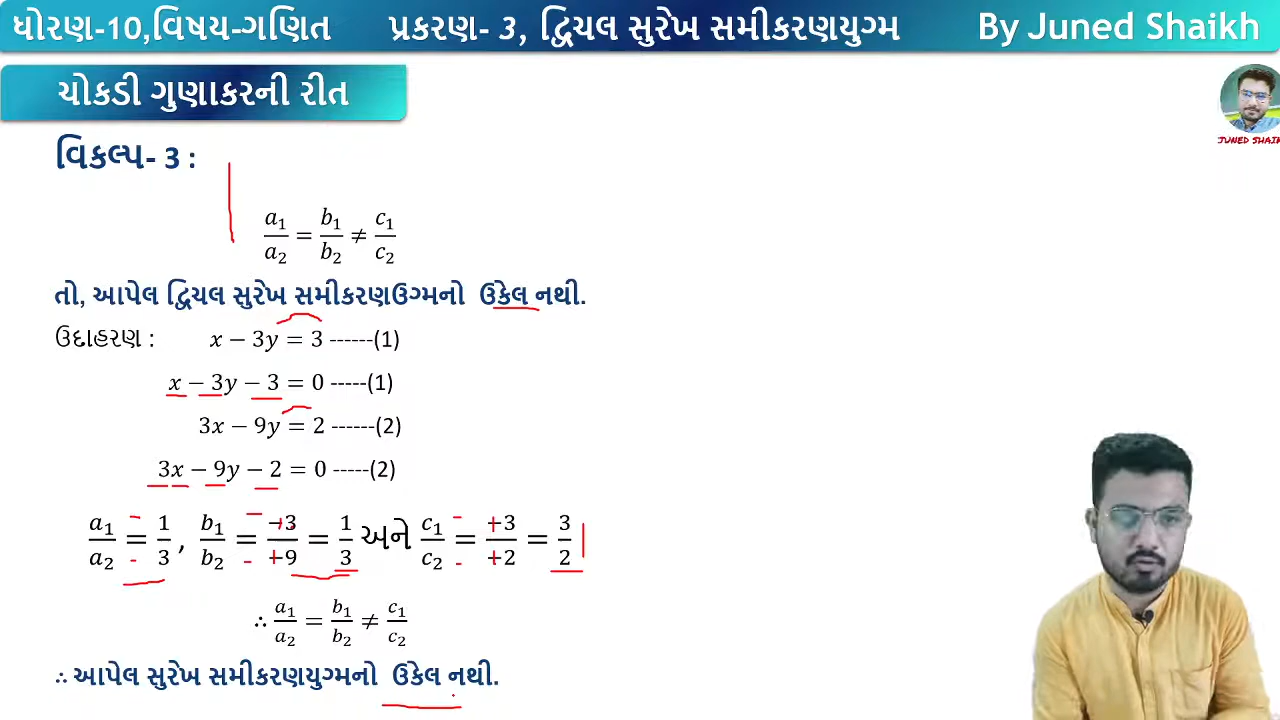 ધોરણ-10,વિષય-ગણિત પ્રકરણ- 3, દ્વિચલ સુરેખ સમીકરણયુગ્મ By Juned Shaikh
ચોકડી ગુણાકરની રીત
JUNED SHAIK
વિકલ્પ- 3 :
a₁/a₂ = b₁/b₂ ≠ c₁/c₂
તો, આપેલ દ્વિચલ સુરેખ સમીકરણઉગ્મનો ઉકેલ નથી.
ઉદાહરણ : x − 3y = 3 ------(1)
x − 3y − 3 = 0 -----(1)
3x − 9y = 2 ------(2)
3x − 9y − 2 = 0 -----(2)
a₁/a₂ = 1/3 , b₁/b₂ = −3/−9 = 1/3 અને c₁/c₂ = −3/−2 = 3/2
∴ a₁/a₂ = b₁/b₂ ≠ c₁/c₂
∴ આપેલ સુરેખ સમીકરણયુગ્મનો ઉકેલ નથી.